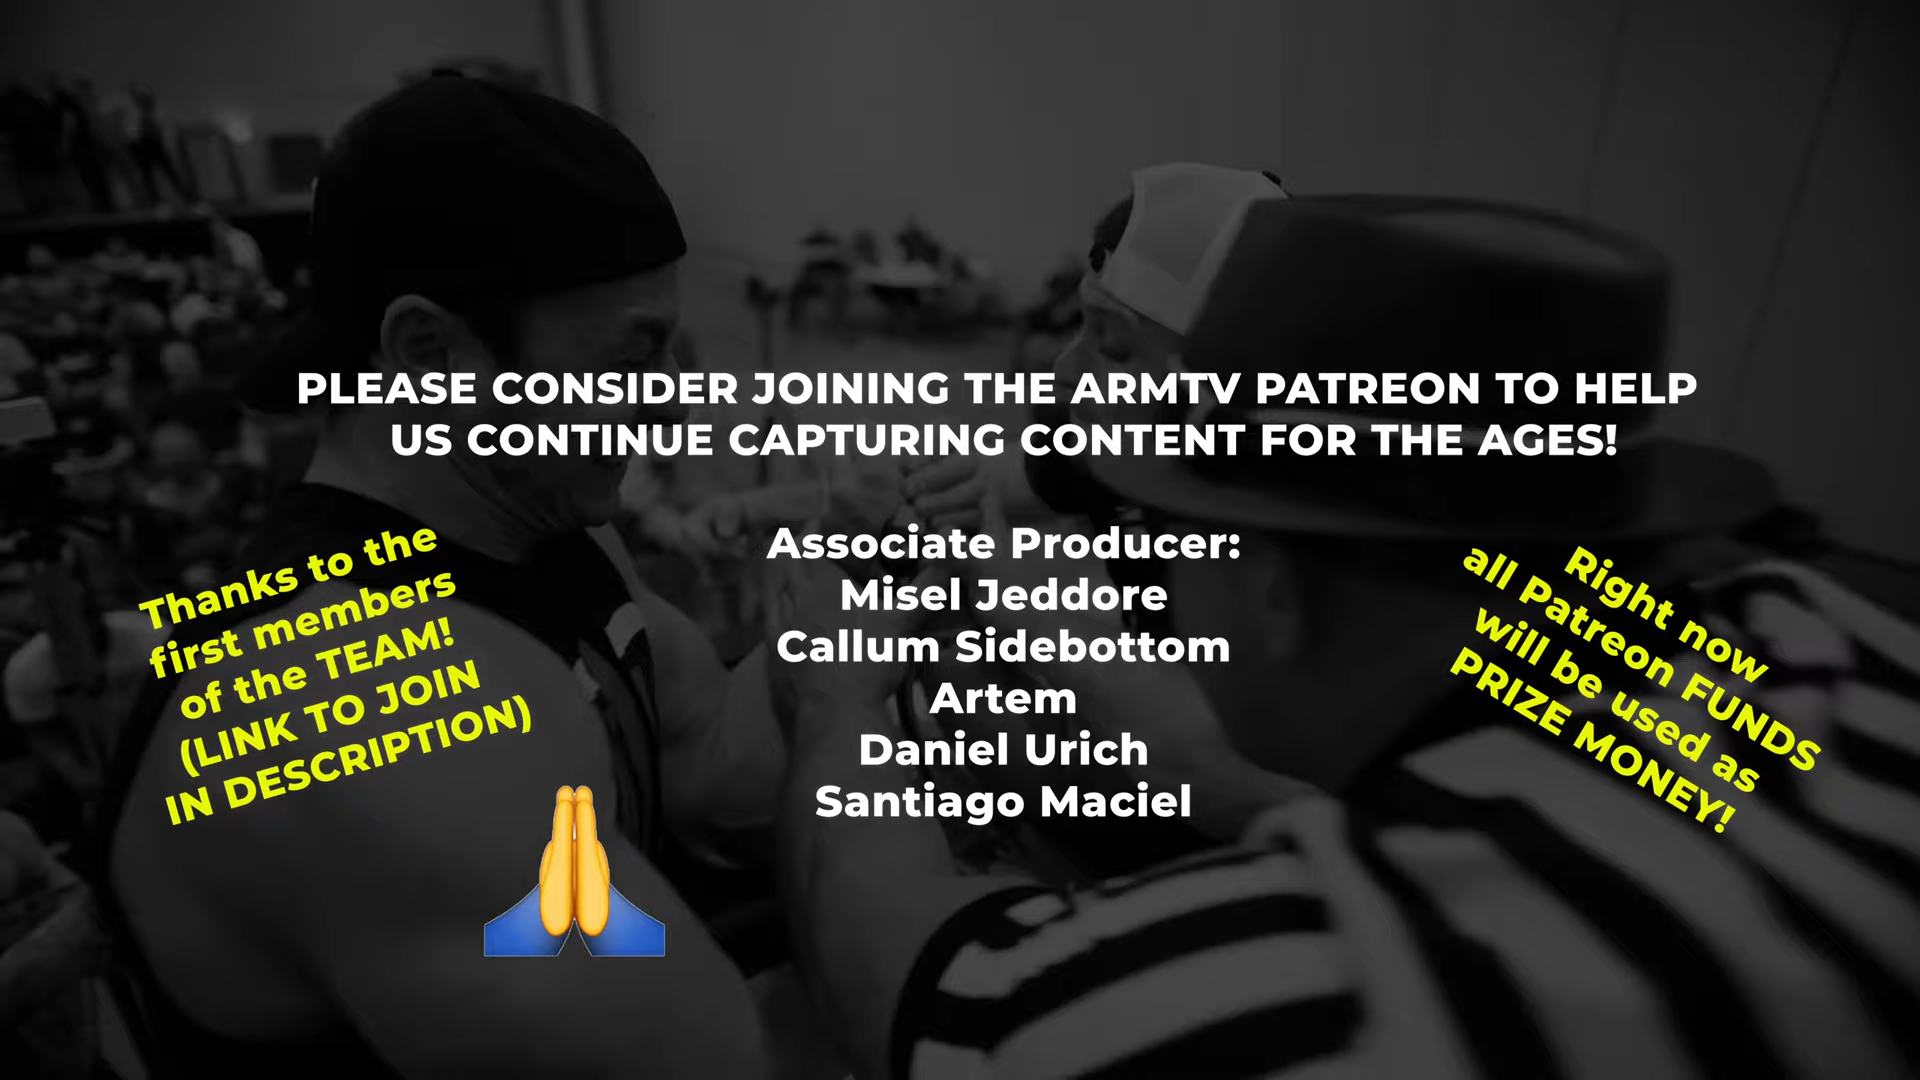 PLEASE CONSIDER JOINING THE ARMTV PATREON TO HELP
US CONTINUE CAPTURING CONTENT FOR THE AGES!
Thanks to the
first members
of the TEAM!
(LINK TO JOIN
IN DESCRIPTION)
Associate Producer:
Misel Jeddore
Callum Sidebottom
Artem
Daniel Urich
Santiago Maciel
Right now
all Patreon FUNDS
will be used as
PRIZE MONEY!